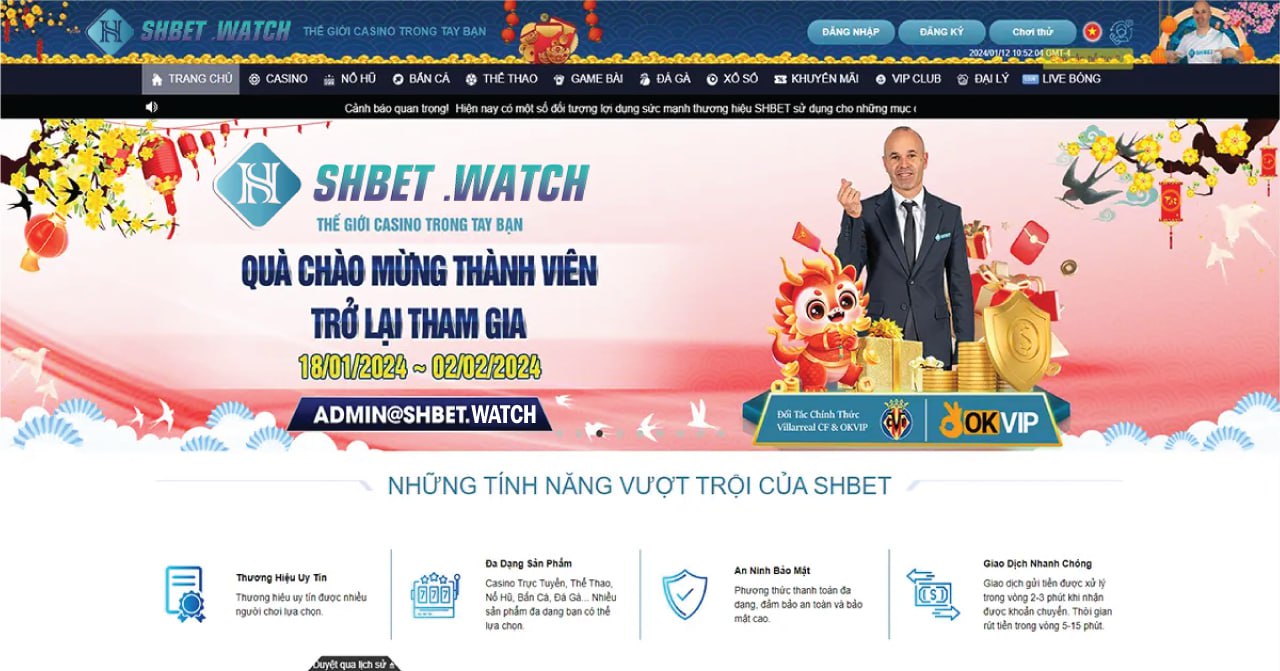 SHBET .WATCH
THẾ GIỚI CASINO TRONG TAY BẠN
ĐĂNG NHẬP
ĐĂNG KÝ
Chơi thử
2024/01/12 10:52:04 GMT-4
TRANG CHỦ
CASINO
NỔ HŨ
BẮN CÁ
THỂ THAO
GAME BÀI
ĐÁ GÀ
XỔ SỐ
KHUYẾN MÃI
VIP CLUB
ĐẠI LÝ
LIVE BÓNG
Cảnh báo quan trọng! Hiện nay có một số đối tượng lợi dụng sức mạnh thương hiệu SHBET sử dụng cho những mục
SHBET .WATCH
THẾ GIỚI CASINO TRONG TAY BẠN
QUÀ CHÀO MỪNG THÀNH VIÊN
TRỞ LẠI THAM GIA
18/01/2024 ~ 02/02/2024
ADMIN@SHBET.WATCH
Đối Tác Chính Thức
Villarreal CF & OKVIP
OKVIP
NHỮNG TÍNH NĂNG VƯỢT TRỘI CỦA SHBET
Thương Hiệu Uy Tín
Thương hiệu uy tín được nhiều
người chơi lựa chọn.
Đa Dạng Sản Phẩm
Casino Trực Tuyến, Thể Thao,
Nổ Hũ, Bắn Cá, Đá Gà... Nhiều
sản phẩm đa dạng bạn có thể
lựa chọn.
An Ninh Bảo Mật
Phương thức thanh toán đa
dạng, đảm bảo an toàn và bảo
mật cao.
Giao Dịch Nhanh Chóng
Giao dịch gửi tiền được xử lý
trong vòng 2-3 phút khi nhận
được khoản chuyển. Thời gian
rút tiền trong vòng 5-15 phút.
Duyệt qua lịch sử